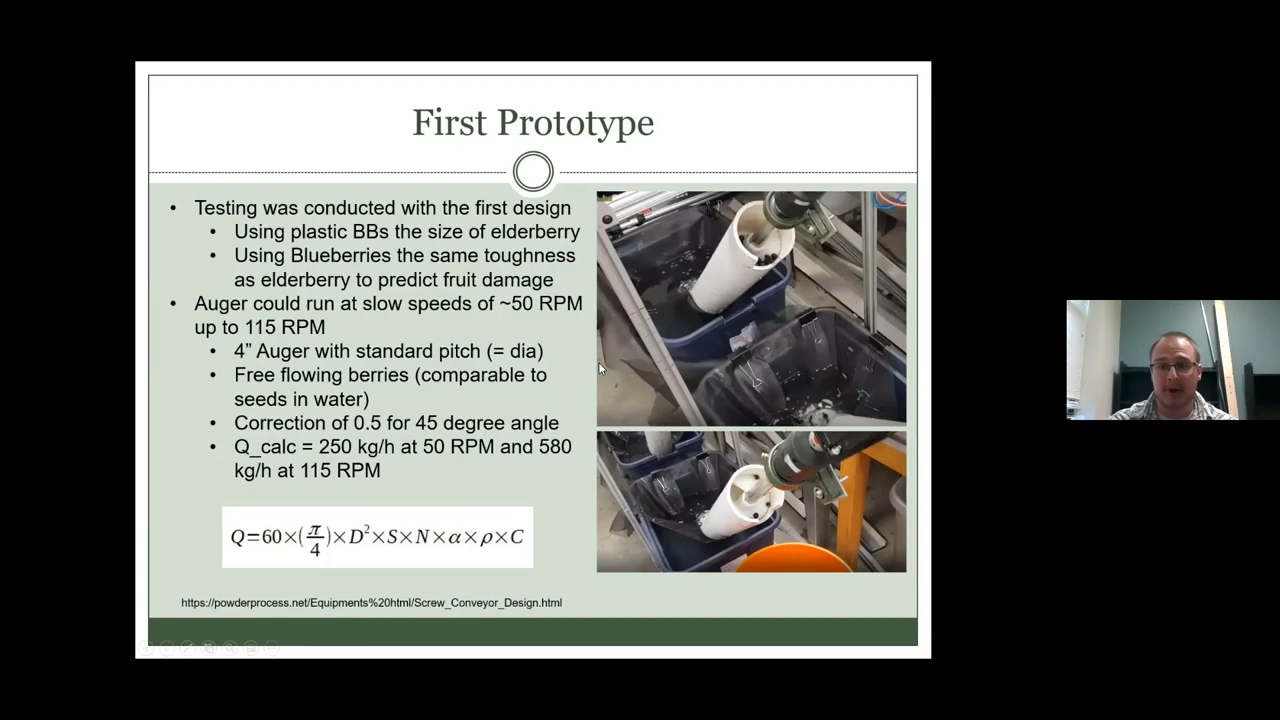 First Prototype
• Testing was conducted with the first design
• Using plastic BBs the size of elderberry
• Using Blueberries the same toughness
as elderberry to predict fruit damage
• Auger could run at slow speeds of ~50 RPM
up to 115 RPM
• 4” Auger with standard pitch (= dia)
• Free flowing berries (comparable to
seeds in water)
• Correction of 0.5 for 45 degree angle
• Q_calc = 250 kg/h at 50 RPM and 580
kg/h at 115 RPM
Q=60×(π/4)×D²×S×N×α×ρ×C
https://powderprocess.net/Equipments%20html/Screw_Conveyor_Design.html